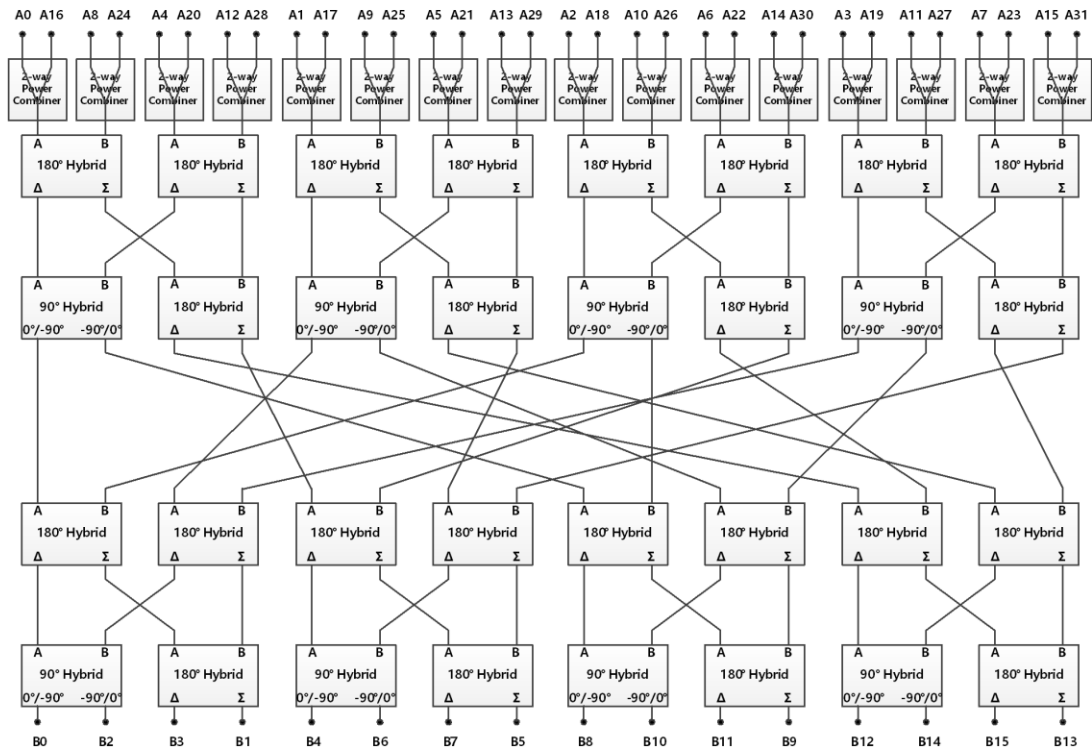 A0 A16 A8 A24 A4 A20 A12 A28 A1 A17 A9 A25 A5 A21 A13 A29 A2 A18 A10 A26 A6 A22 A14 A30 A3 A19 A11 A27 A7 A23 A15 A31
2-way 2-way 2-way 2-way 2-way 2-way 2-way 2-way 2-way 2-way 2-way 2-way 2-way 2-way 2-way 2-way
Power Power Power Power Power Power Power Power Power Power Power Power Power Power Power Power
Combiner Combiner Combiner Combiner Combiner Combiner Combiner Combiner Combiner Combiner Combiner Combiner Combiner Combiner Combiner Combiner
A B A B A B A B A B A B A B A B
180° Hybrid 180° Hybrid 180° Hybrid 180° Hybrid 180° Hybrid 180° Hybrid 180° Hybrid 180° Hybrid
Δ Σ Δ Σ Δ Σ Δ Σ Δ Σ Δ Σ Δ Σ Δ Σ
A B A B A B A B A B A B A B A B
90° Hybrid 180° Hybrid 90° Hybrid 180° Hybrid 90° Hybrid 180° Hybrid 90° Hybrid 180° Hybrid
0°/-90° -90°/0° Δ Σ 0°/-90° -90°/0° Δ Σ 0°/-90° -90°/0° Δ Σ 0°/-90° -90°/0° Δ Σ
A B A B A B A B A B A B A B A B
180° Hybrid 180° Hybrid 180° Hybrid 180° Hybrid 180° Hybrid 180° Hybrid 180° Hybrid 180° Hybrid
Δ Σ Δ Σ Δ Σ Δ Σ Δ Σ Δ Σ Δ Σ Δ Σ
A B A B A B A B A B A B A B A B
90° Hybrid 180° Hybrid 90° Hybrid 180° Hybrid 90° Hybrid 180° Hybrid 90° Hybrid 180° Hybrid
0°/-90° -90°/0° Δ Σ 0°/-90° -90°/0° Δ Σ 0°/-90° -90°/0° Δ Σ 0°/-90° -90°/0° Δ Σ
B0 B2 B3 B1 B4 B6 B7 B5 B8 B10 B11 B9 B12 B14 B15 B13